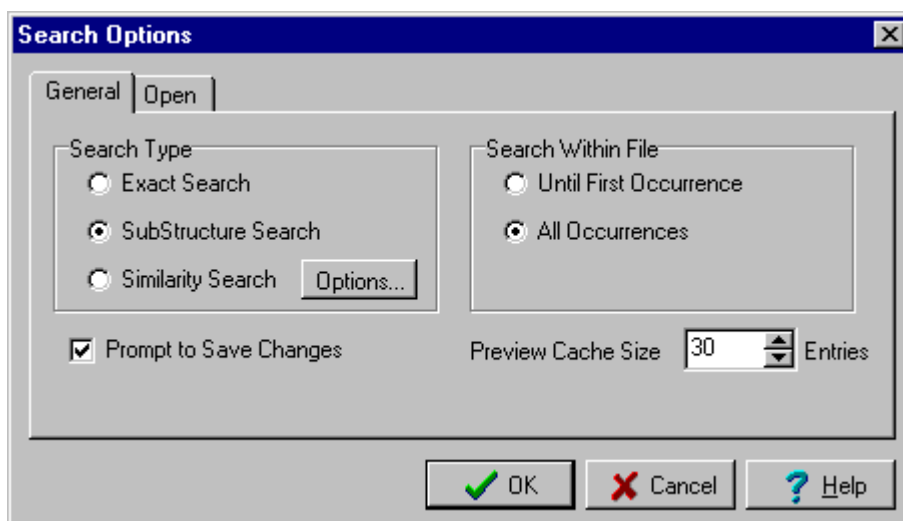 Search Options
General
Open
Search Type
Exact Search
SubStructure Search
Similarity Search
Options...
Search Within File
Until First Occurrence
All Occurrences
Prompt to Save Changes
Preview Cache Size
30
Entries
OK
Cancel
Help